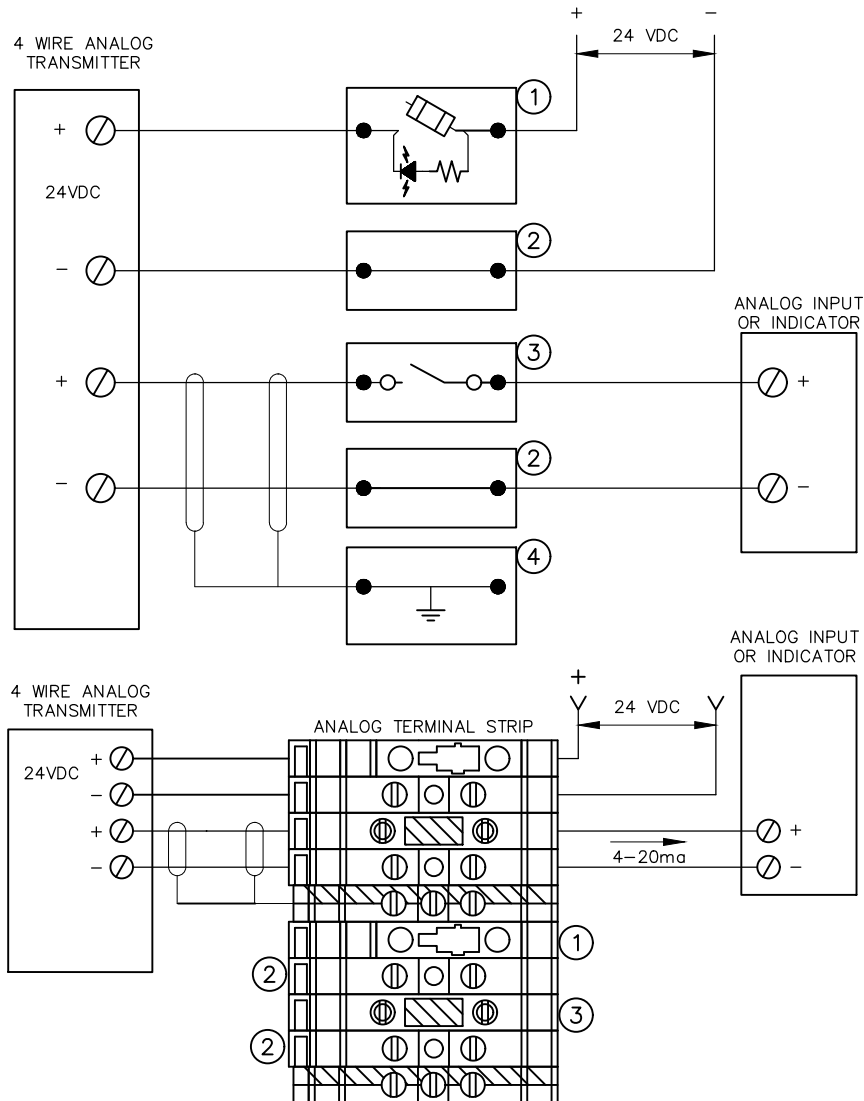 + −
24 VDC
4 WIRE ANALOG
TRANSMITTER
1
+
24VDC
2
−
ANALOG INPUT
OR INDICATOR
3
+ +
2
− −
4
ANALOG INPUT
OR INDICATOR
4 WIRE ANALOG
TRANSMITTER
+
24 VDC
ANALOG TERMINAL STRIP
+
24VDC
−
+ +
4−20ma
− −
1
2
3
2